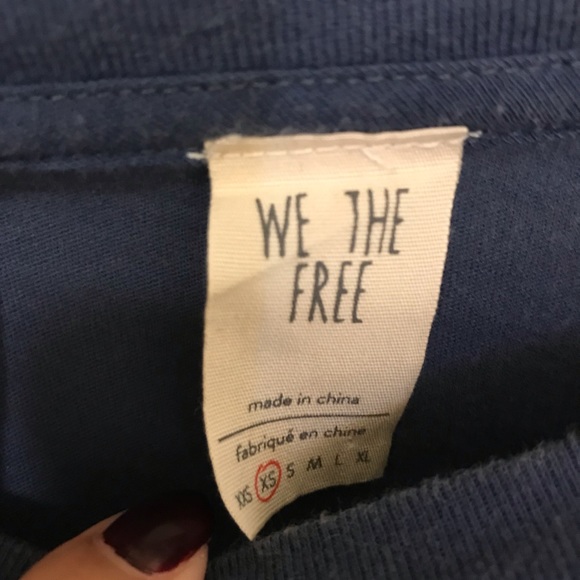 WE THE
FREE
made in china
fabriqué en chine
XXS XS S M L XL